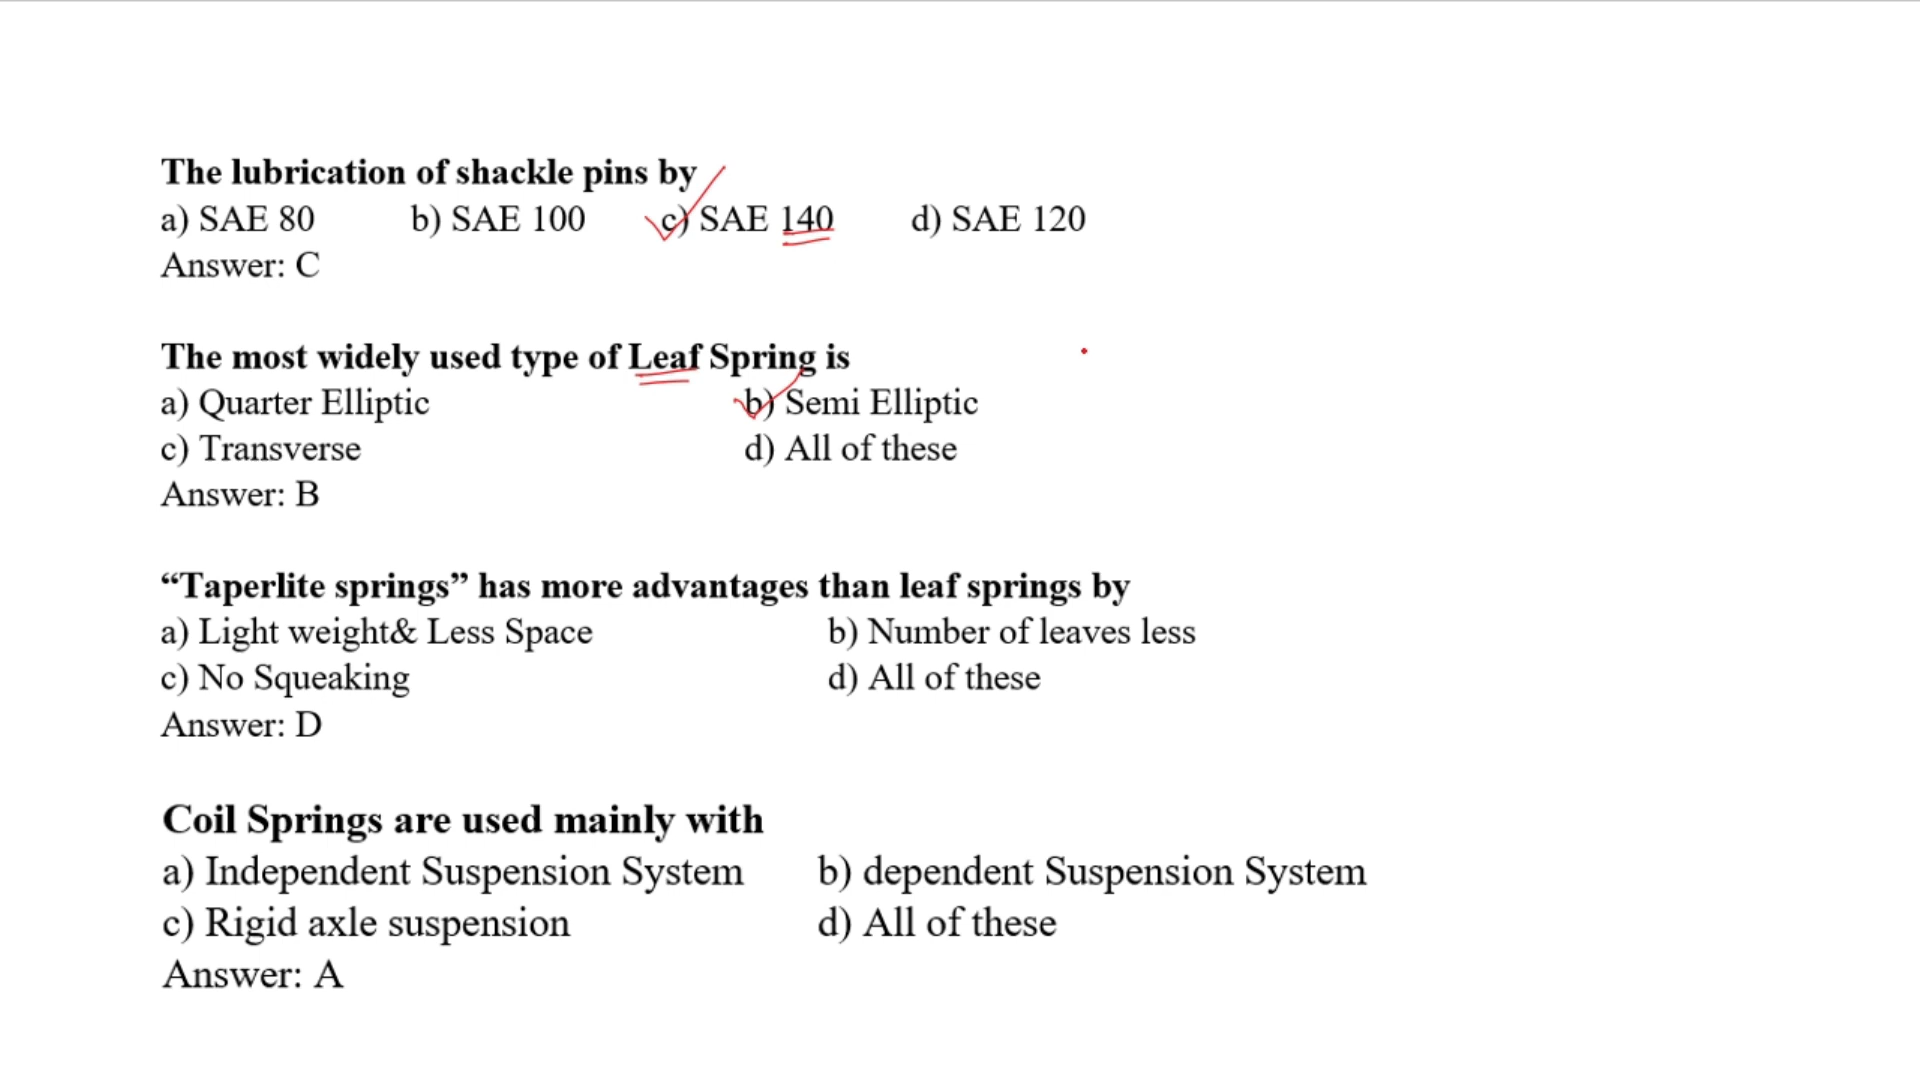 The lubrication of shackle pins by
a) SAE 80 b) SAE 100 c) SAE 140 d) SAE 120
Answer: C
The most widely used type of Leaf Spring is
a) Quarter Elliptic b) Semi Elliptic
c) Transverse d) All of these
Answer: B
“Taperlite springs” has more advantages than leaf springs by
a) Light weight& Less Space b) Number of leaves less
c) No Squeaking d) All of these
Answer: D
Coil Springs are used mainly with
a) Independent Suspension System b) dependent Suspension System
c) Rigid axle suspension d) All of these
Answer: A